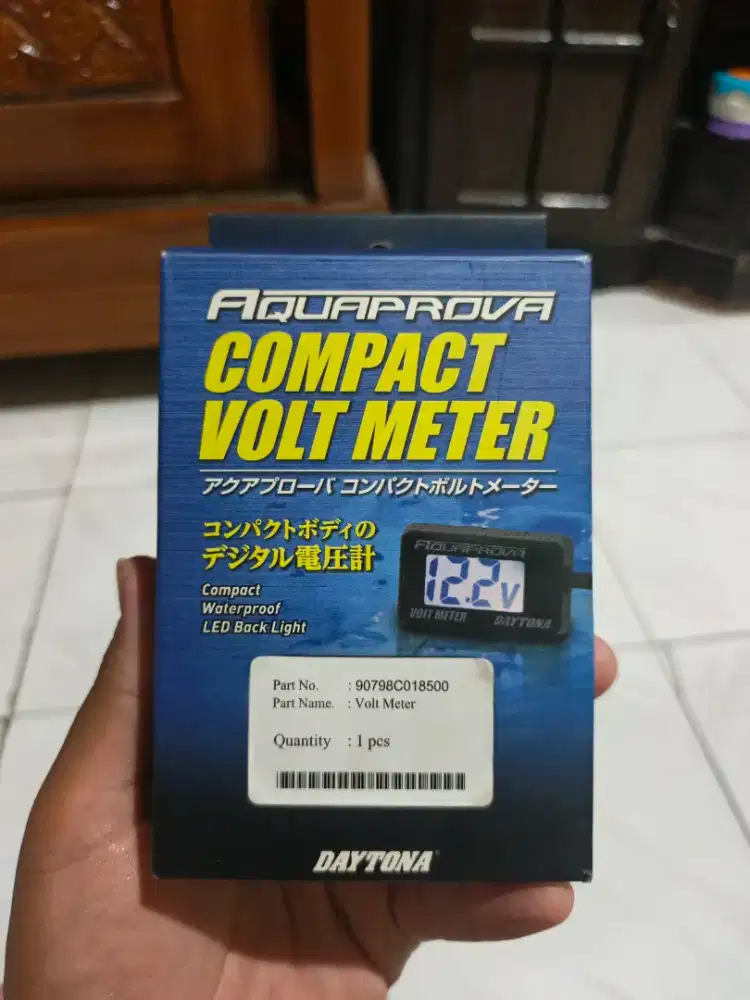 AQUAPROVA
COMPACT
VOLT METER
アクアプローバ コンパクトボルトメーター
コンパクトボディの
デジタル電圧計
Compact
Waterproof
LED Back Light
AQUAPROVA
12.2V
VOLT METER DAYTONA
Part No. : 90798C018500
Part Name. : Volt Meter
Quantity : 1 pcs
DAYTONA